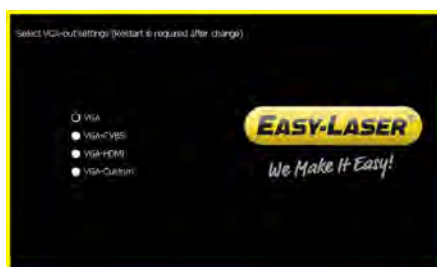 Select VGA-out settings (Restart is required after change)
VGA
VGA-CVBS
VGA-HDMI
VGA-Custom
EASY-LASER®
We Make It Easy!